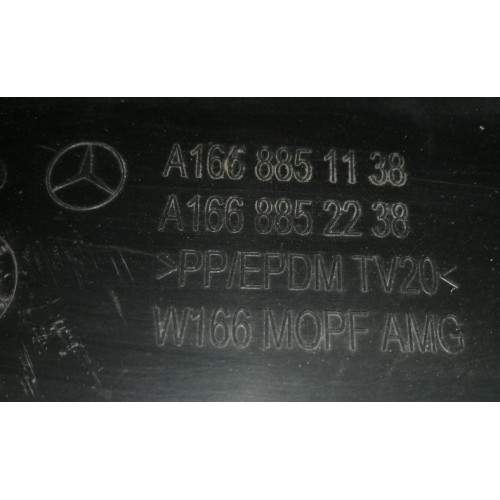 A166 885 11 38
A166 885 22 38
>PP/EPDM TV20<
W166 MOPF AMG